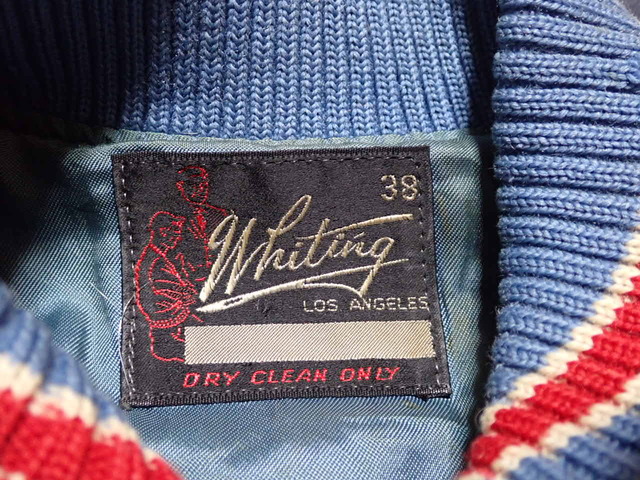 38
Whiting
LOS ANGELES
DRY CLEAN ONLY